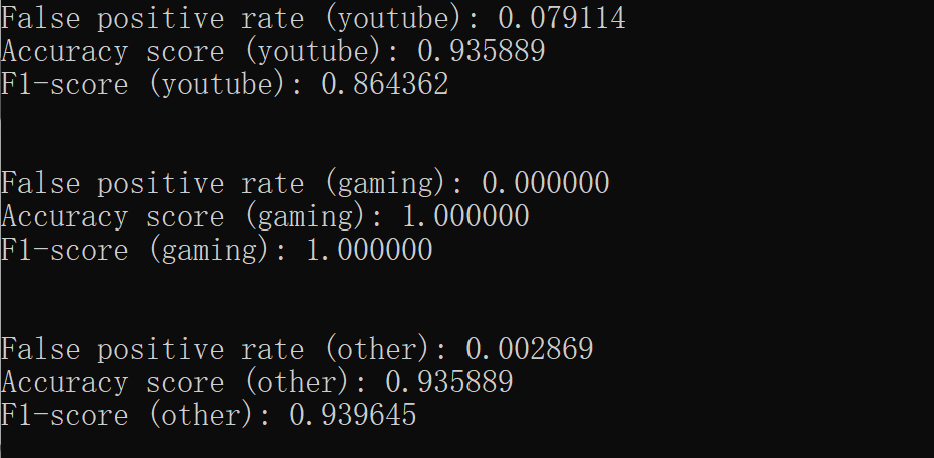 False positive rate (youtube): 0.079114
Accuracy score (youtube): 0.935889
F1-score (youtube): 0.864362
False positive rate (gaming): 0.000000
Accuracy score (gaming): 1.000000
F1-score (gaming): 1.000000
False positive rate (other): 0.002869
Accuracy score (other): 0.935889
F1-score (other): 0.939645